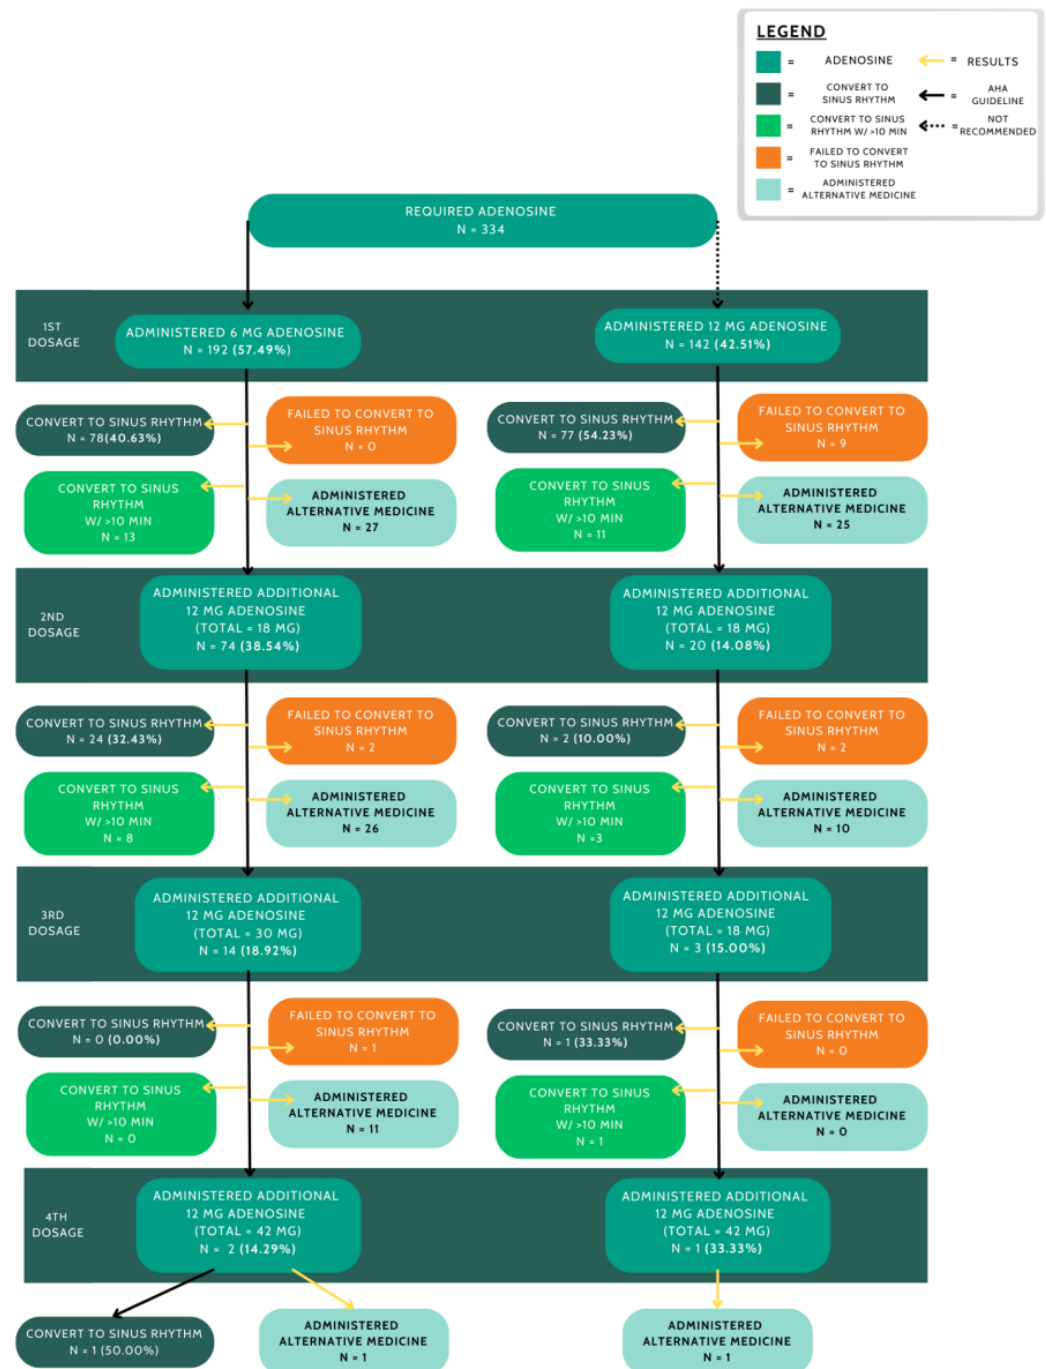 LEGEND
= ADENOSINE
= RESULTS
= CONVERT TO
SINUS RHYTHM
= AHA
GUIDELINE
= CONVERT TO SINUS
RHYTHM W/ >10 MIN
= NOT
RECOMMENDED
= FAILED TO CONVERT
TO SINUS RHYTHM
= ADMINISTERED
ALTERNATIVE MEDICINE
REQUIRED ADENOSINE
N = 334
1ST
DOSAGE
ADMINISTERED 6 MG ADENOSINE
N = 192 (57.49%)
ADMINISTERED 12 MG ADENOSINE
N = 142 (42.51%)
CONVERT TO SINUS RHYTHM
N = 78(40.63%)
FAILED TO CONVERT TO
SINUS RHYTHM
N = 0
CONVERT TO SINUS RHYTHM
N = 77 (54.23%)
FAILED TO CONVERT TO
SINUS RHYTHM
N = 9
CONVERT TO SINUS
RHYTHM
W/ >10 MIN
N = 13
ADMINISTERED
ALTERNATIVE MEDICINE
N = 27
CONVERT TO SINUS
RHYTHM
W/ >10 MIN
N = 11
ADMINISTERED
ALTERNATIVE MEDICINE
N = 25
2ND
DOSAGE
ADMINISTERED ADDITIONAL
12 MG ADENOSINE
(TOTAL = 18 MG)
N = 74 (38.54%)
ADMINISTERED ADDITIONAL
12 MG ADENOSINE
(TOTAL = 18 MG)
N = 20 (14.08%)
CONVERT TO SINUS RHYTHM
N = 24 (32.43%)
FAILED TO CONVERT TO
SINUS RHYTHM
N = 2
CONVERT TO SINUS RHYTHM
N = 2 (10.00%)
FAILED TO CONVERT TO
SINUS RHYTHM
N = 2
CONVERT TO SINUS
RHYTHM
W/ >10 MIN
N = 8
ADMINISTERED
ALTERNATIVE MEDICINE
N = 26
CONVERT TO SINUS
RHYTHM
W/ >10 MIN
N =3
ADMINISTERED
ALTERNATIVE MEDICINE
N = 10
3RD
DOSAGE
ADMINISTERED ADDITIONAL
12 MG ADENOSINE
(TOTAL = 30 MG)
N = 14 (18.92%)
ADMINISTERED ADDITIONAL
12 MG ADENOSINE
(TOTAL = 18 MG)
N = 3 (15.00%)
CONVERT TO SINUS RHYTHM
N = 0 (0.00%)
FAILED TO CONVERT TO
SINUS RHYTHM
N = 1
CONVERT TO SINUS RHYTHM
N = 1 (33.33%)
FAILED TO CONVERT TO
SINUS RHYTHM
N = 0
CONVERT TO SINUS
RHYTHM
W/ >10 MIN
N = 0
ADMINISTERED
ALTERNATIVE MEDICINE
N = 11
CONVERT TO SINUS
RHYTHM
W/ >10 MIN
N = 1
ADMINISTERED
ALTERNATIVE MEDICINE
N = 0
4TH
DOSAGE
ADMINISTERED ADDITIONAL
12 MG ADENOSINE
(TOTAL = 42 MG)
N = 2 (14.29%)
ADMINISTERED ADDITIONAL
12 MG ADENOSINE
(TOTAL = 42 MG)
N = 1 (33.33%)
CONVERT TO SINUS RHYTHM
N = 1 (50.00%)
ADMINISTERED
ALTERNATIVE MEDICINE
N = 1
ADMINISTERED
ALTERNATIVE MEDICINE
N = 1